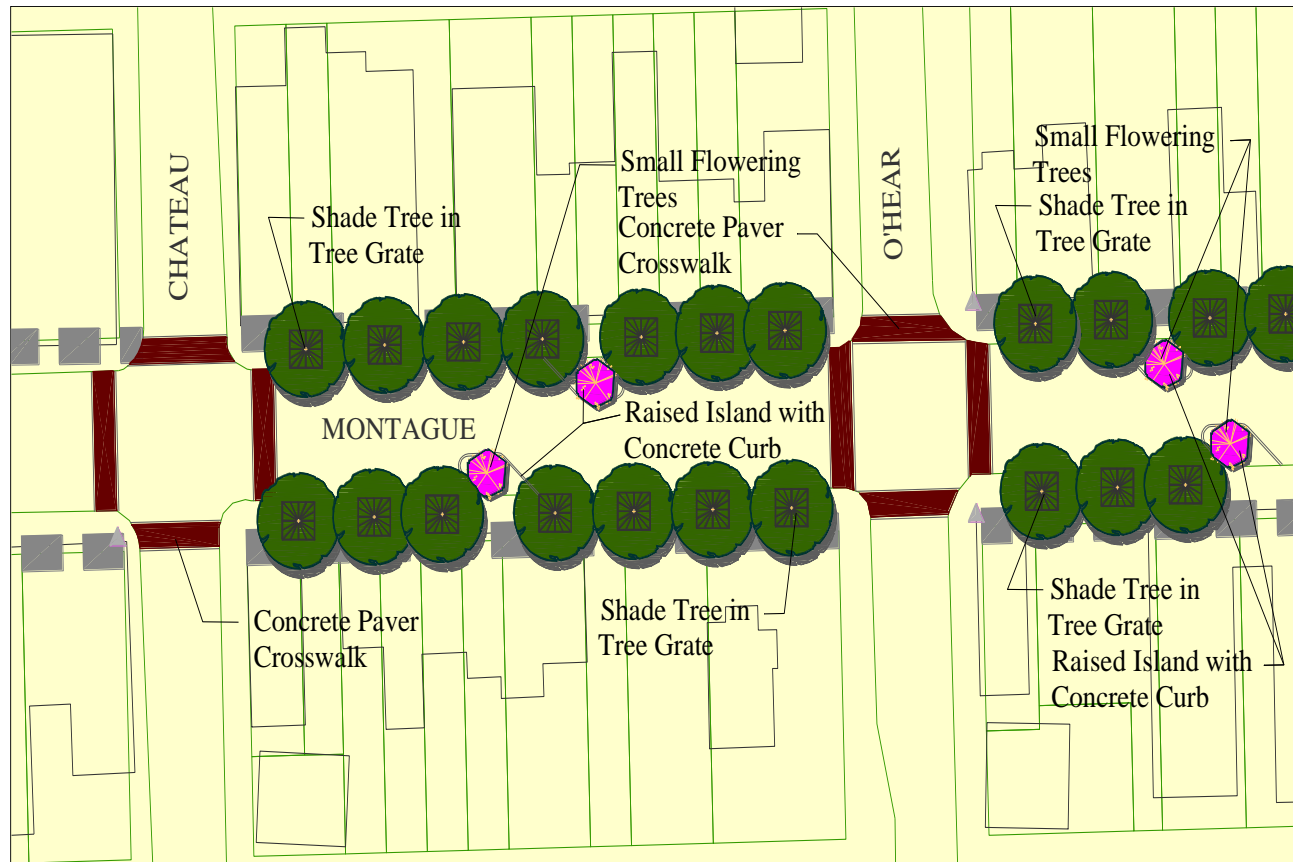 CHATEAU
Shade Tree in
Tree Grate
Small Flowering
Trees
Concrete Paver
Crosswalk
O'HEAR
Small Flowering
Trees
Shade Tree in
Tree Grate
MONTAGUE
Raised Island with
Concrete Curb
Concrete Paver
Crosswalk
Shade Tree in
Tree Grate
Shade Tree in
Tree Grate
Raised Island with
Concrete Curb